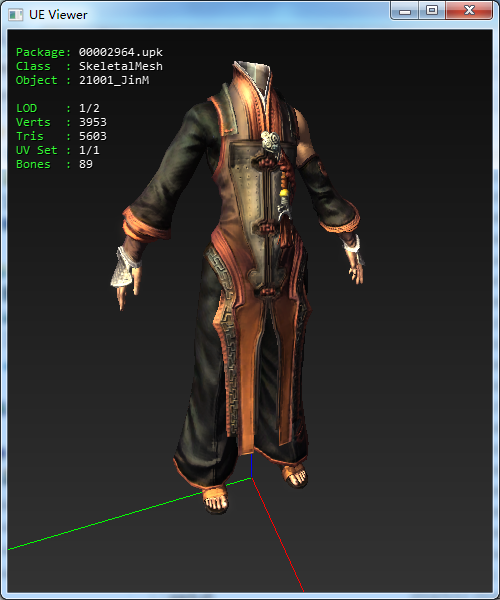 UE Viewer
Package: 00002964.upk
Class : SkeletalMesh
Object : 21001_JinM
LOD : 1/2
Verts : 3953
Tris : 5603
UV Set : 1/1
Bones : 89